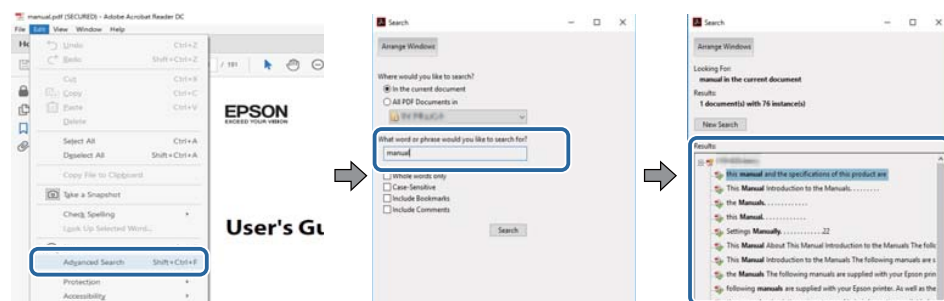 manual.pdf (SECURED) - Adobe Acrobat Reader DC
File Edit View Window Help
Undo Ctrl+Z
Redo Shift+Ctrl+Z
Cut Ctrl+X
Copy Ctrl+C
Paste Ctrl+V
Delete
Select All Ctrl+A
Deselect All Shift+Ctrl+A
Copy File to Clipboard
Take a Snapshot
Check Spelling
Look Up Selected Word...
Advanced Search Shift+Ctrl+F
Protection
Accessibility
/ 191
EPSON
EXCEED YOUR VISION
User's Gu
Search
Arrange Windows
Where would you like to search?
In the current document
All PDF Documents in
What word or phrase would you like to search for?
manual
Whole words only
Case-Sensitive
Include Bookmarks
Include Comments
Search
Search
Arrange Windows
Looking For:
manual in the current document
Results:
1 document(s) with 76 instance(s)
New Search
Results:
this manual and the specifications of this product are
This Manual Introduction to the Manuals. . . . . . . . .
the Manuals. . . . . . . . . . . . .
this Manual. . . . . . . . . . . . .
Settings Manually. . . . . . . . . . . . .22
This Manual About This Manual Introduction to the Manuals The follo
This Manual Introduction to the Manuals The following manuals are s
the Manuals The following manuals are supplied with your Epson prin
following manuals are supplied with your Epson printer. As well as the